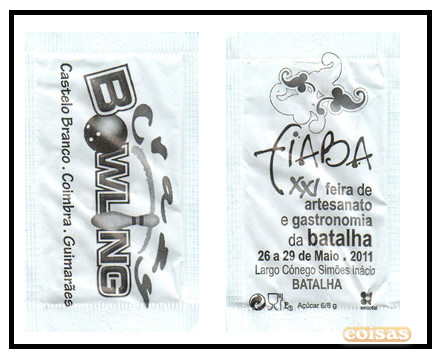 Crazy
BOWLING
Castelo Branco . Coimbra . Guimarães
FIABA
XXI feira de
artesanato
e gastronomia
da batalha
26 a 29 de Maio . 2011
Largo Cónego Simões Inácio
BATALHA
Açúcar 6/8 g
coisas